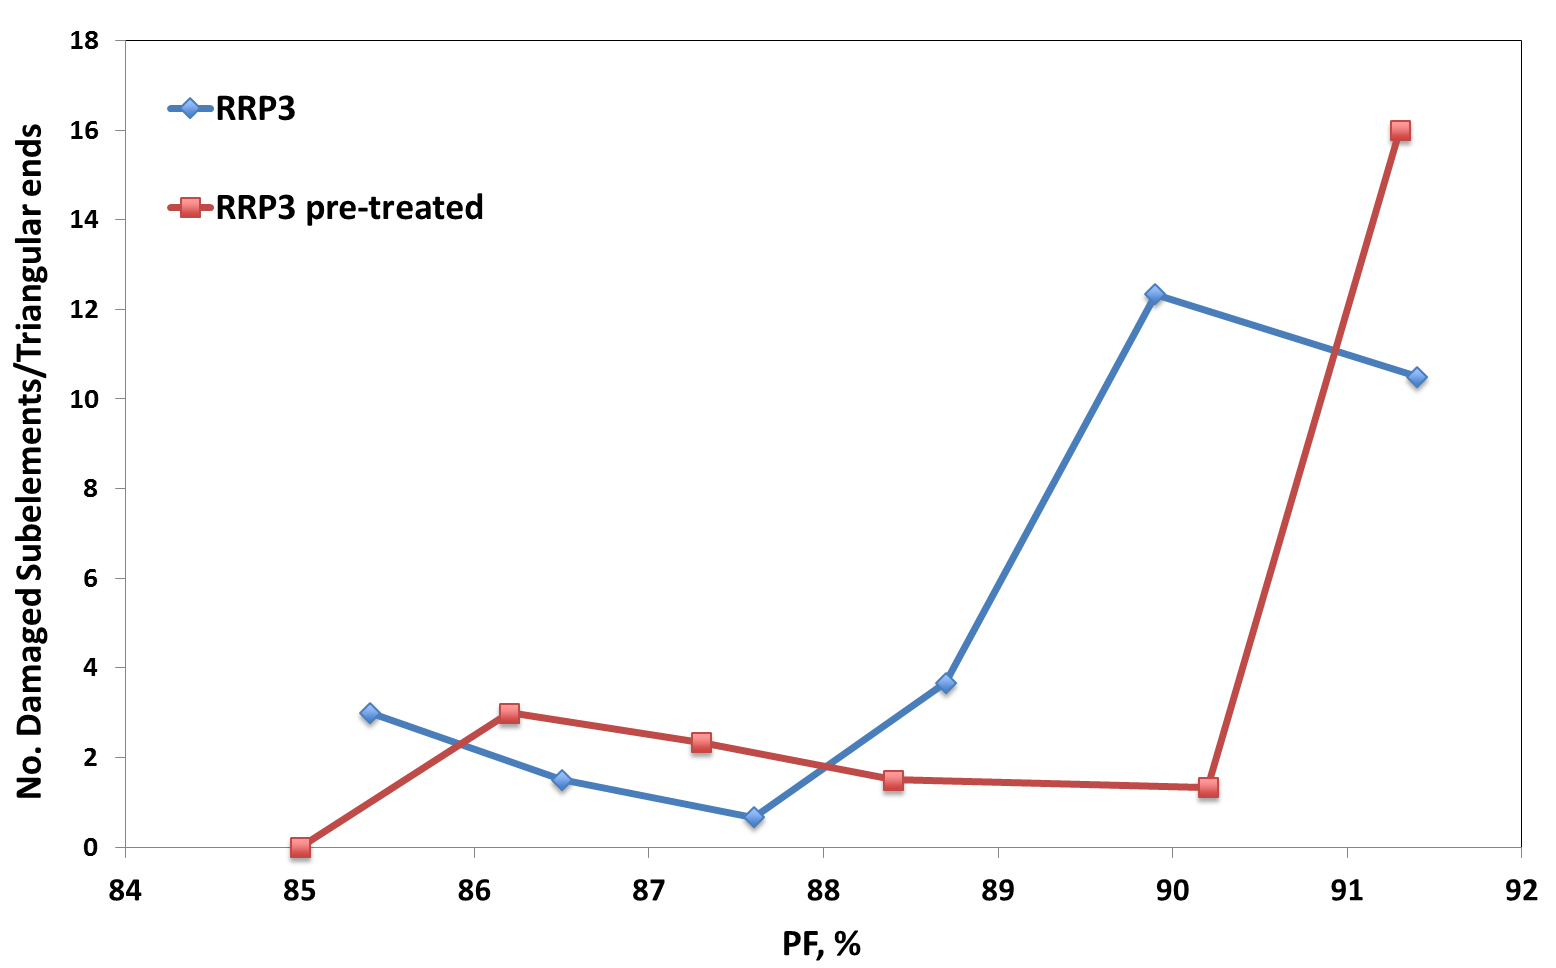 No. Damaged Subelements/Triangular ends
18
16
14
12
10
8
6
4
2
0
RRP3
RRP3 pre-treated
84 85 86 87 88 89 90 91 92
PF, %